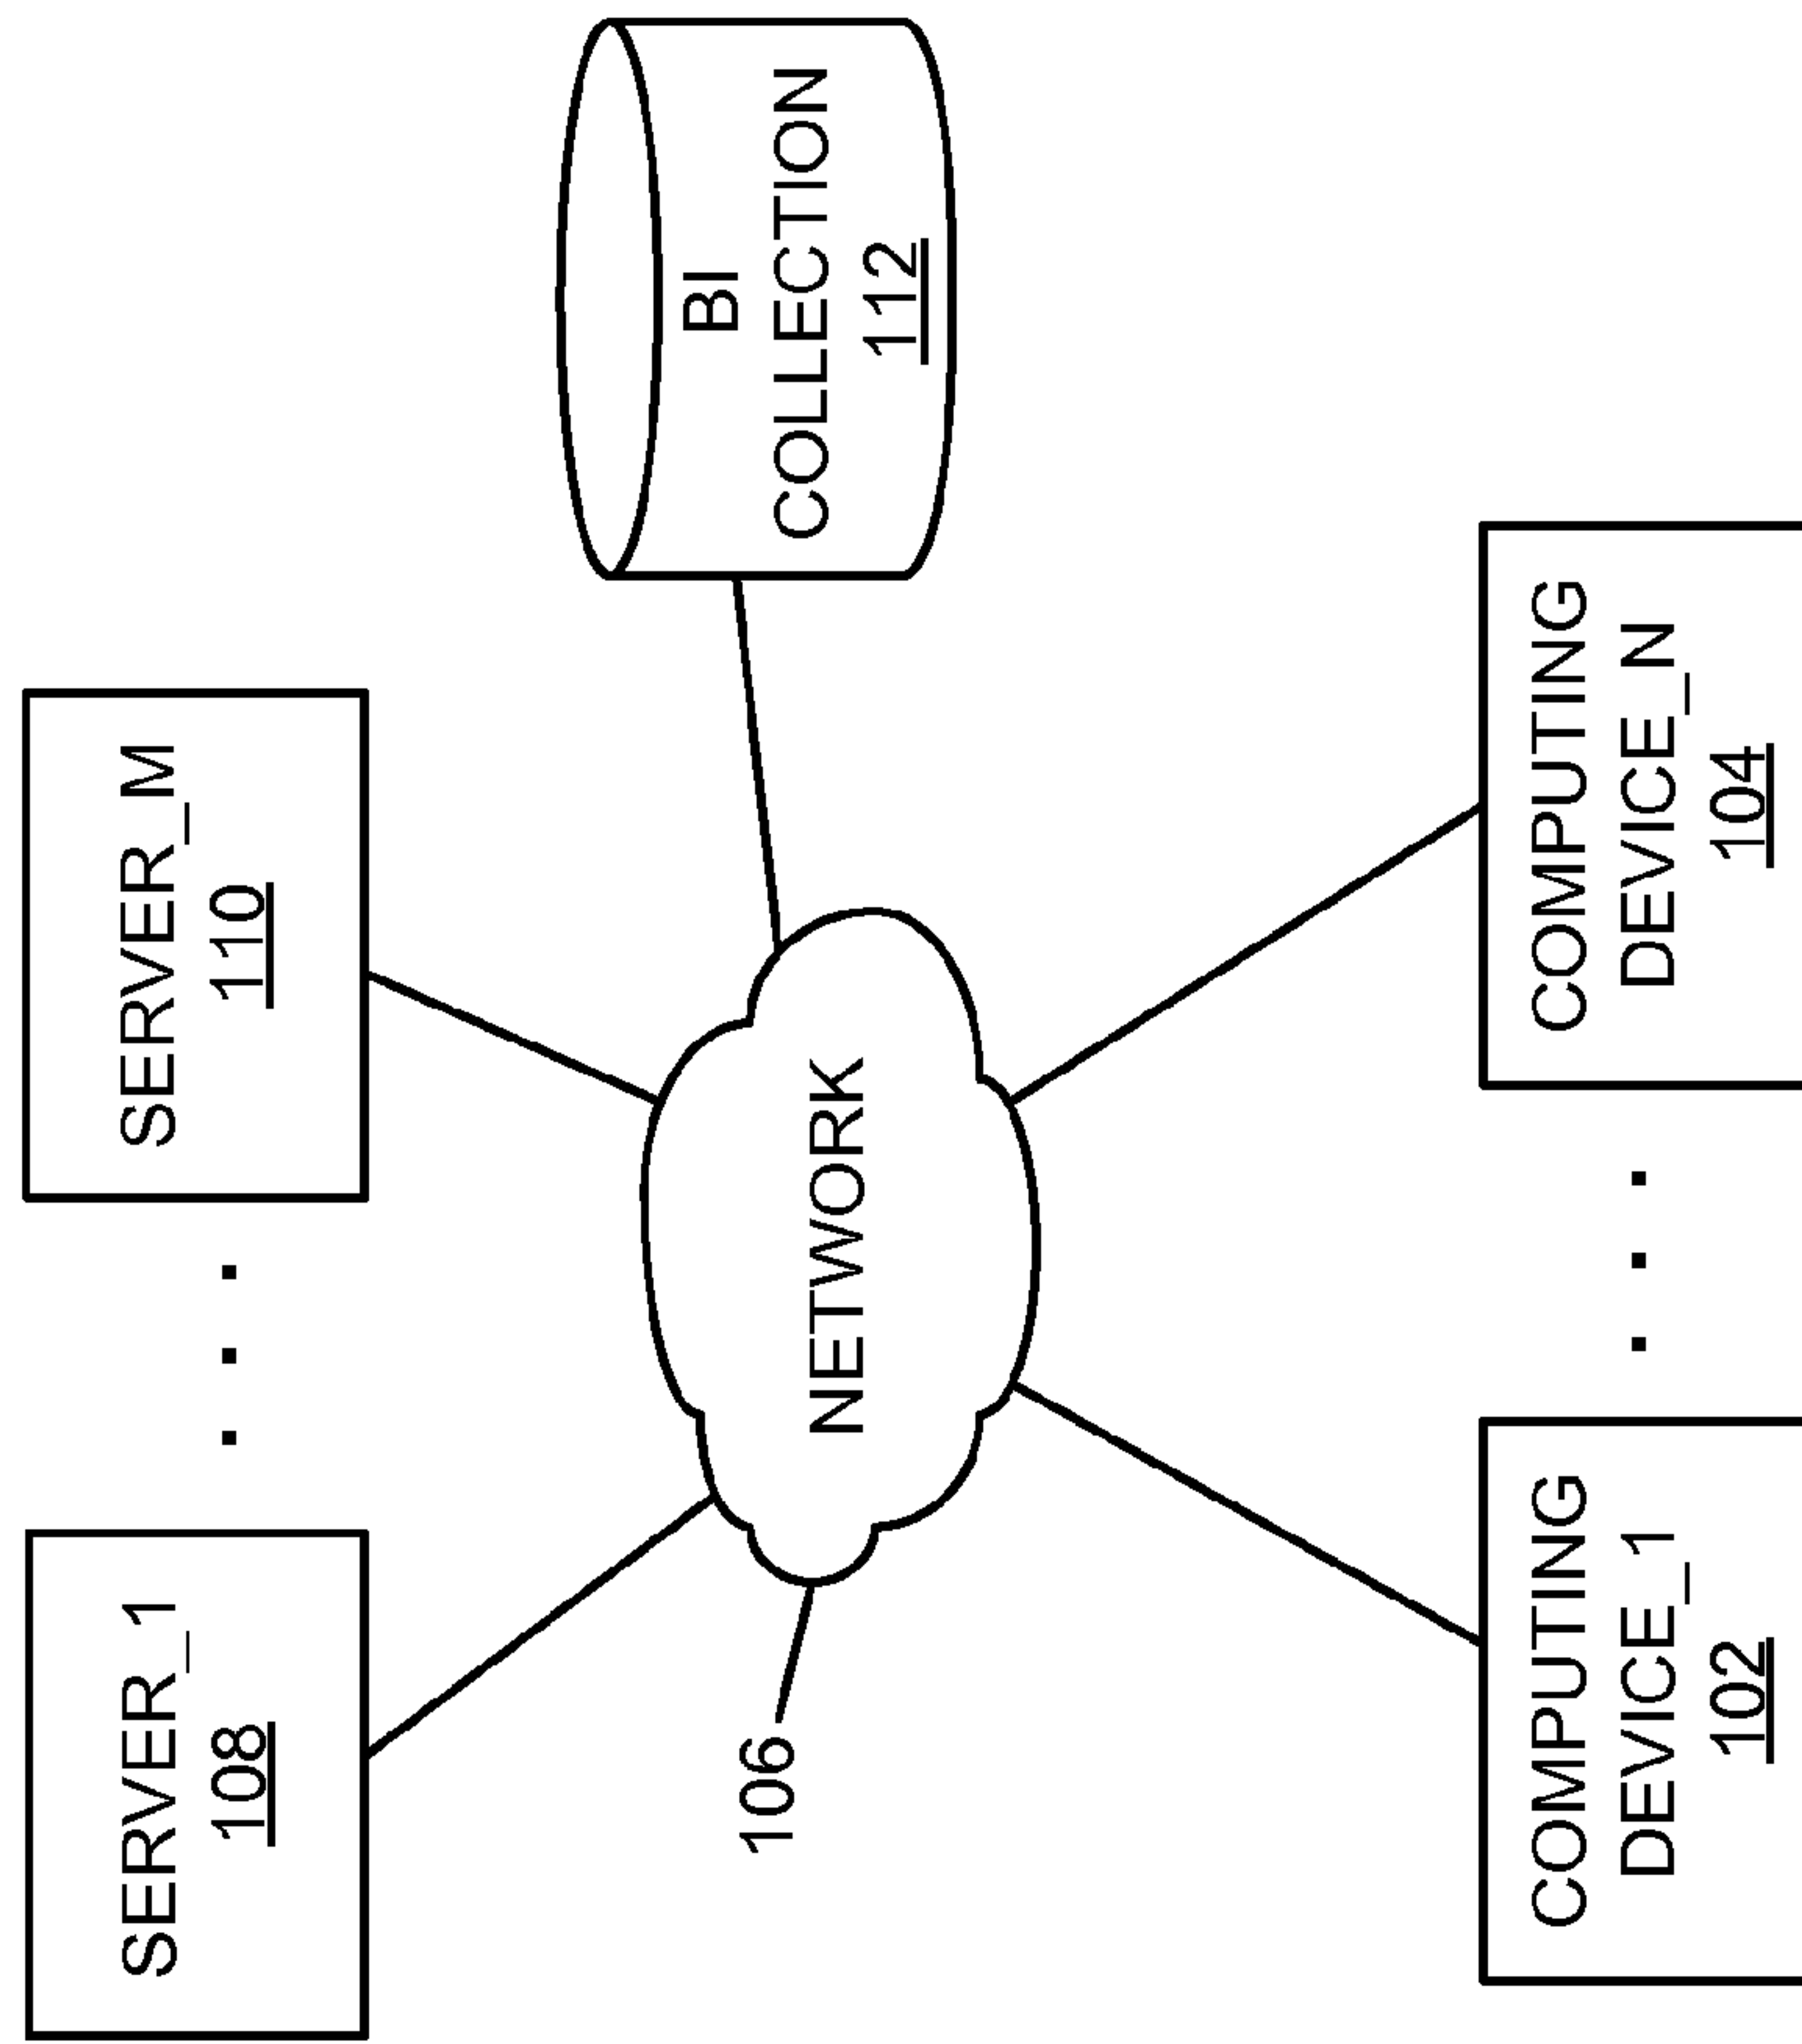 SERVER_1
108
. . .
SERVER_M
110
BI
COLLECTION
112
NETWORK
106
COMPUTING
DEVICE_1
102
. . .
COMPUTING
DEVICE_N
104